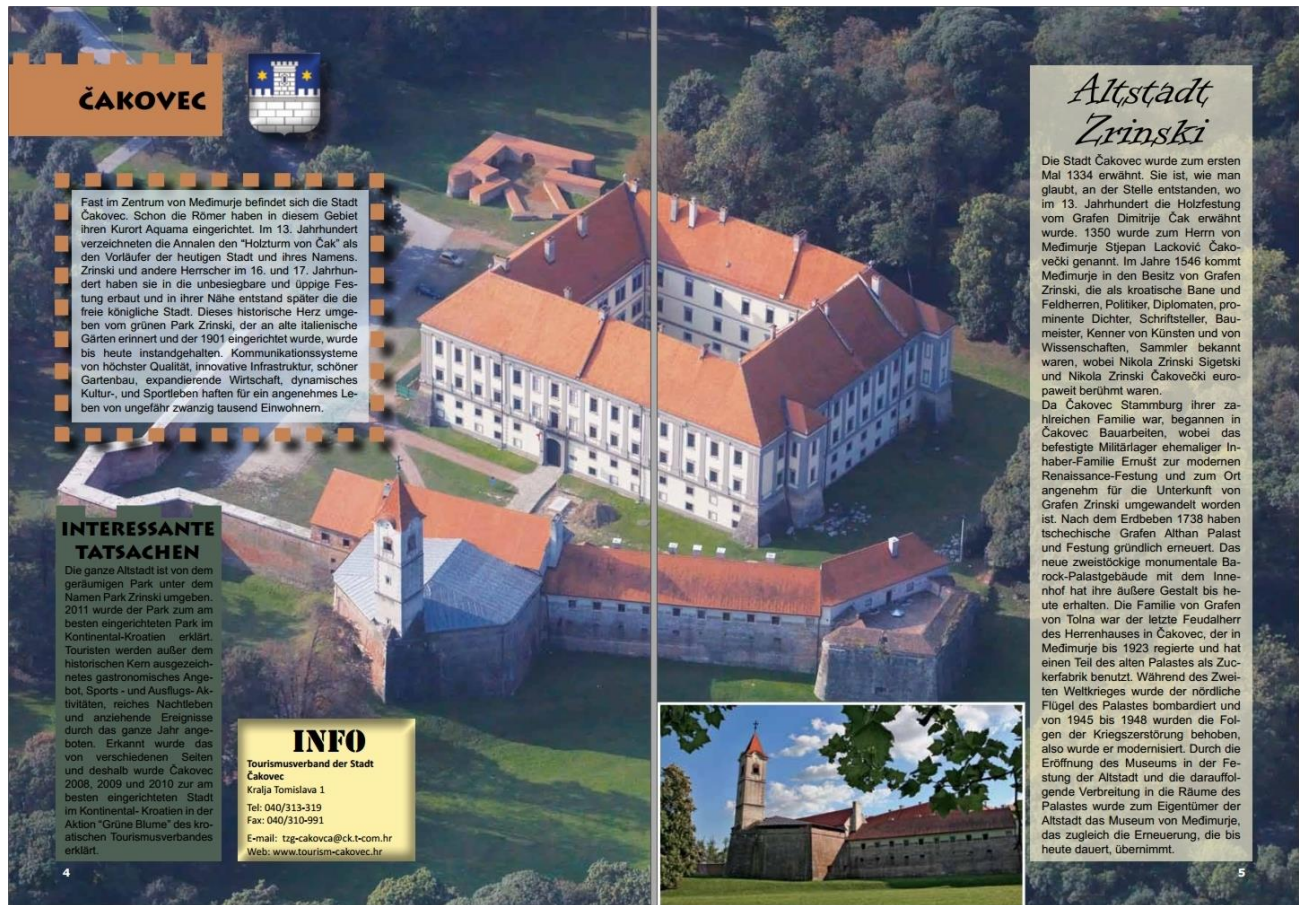 ČAKOVEC
Fast im Zentrum von Međimurje befindet sich die Stadt
Čakovec. Schon die Römer haben in diesem Gebiet
ihren Kurort Aquama eingerichtet. Im 13. Jahrhundert
verzeichneten die Annalen den “Holzturm von Čak” als
den Vorläufer der heutigen Stadt und ihres Namens.
Zrinski und andere Herrscher im 16. und 17. Jahrhun-
dert haben sie in die unbesiegbare und üppige Fes-
tung erbaut und in ihrer Nähe entstand später die die
freie königliche Stadt. Dieses historische Herz umge-
ben vom grünen Park Zrinski, der an alte italienische
Gärten erinnert und der 1901 eingerichtet wurde, wurde
bis heute instandgehalten. Kommunikationssysteme
von höchster Qualität, innovative Infrastruktur, schöner
Gartenbau, expandierende Wirtschaft, dynamisches
Kultur-, und Sportleben haften für ein angenehmes Le-
ben von ungefähr zwanzig tausend Einwohnern.
INTERESSANTE
TATSACHEN
Die ganze Altstadt ist von dem
geräumigen Park unter dem
Namen Park Zrinski umgeben.
2011 wurde der Park zum am
besten eingerichteten Park im
Kontinental-Kroatien erklärt.
Touristen werden außer dem
historischen Kern ausgezeich-
netes gastronomisches Ange-
bot, Sports - und Ausflugs- Ak-
tivitäten, reiches Nachtleben
und anziehende Ereignisse
durch das ganze Jahr ange-
boten. Erkannt wurde das
von verschiedenen Seiten
und deshalb wurde Čakovec
2008, 2009 und 2010 zur am
besten eingerichteten Stadt
im Kontinental- Kroatien in der
Aktion “Grüne Blume” des kro-
atischen Tourismusverbandes
erklärt.
INFO
Tourismusverband der Stadt
Čakovec
Kralja Tomislava 1
Tel: 040/313-319
Fax: 040/310-991
E-mail: tzg-cakovca@ck.t-com.hr
Web: www.tourism-cakovec.hr
4
Altstadt
Zrinski
Die Stadt Čakovec wurde zum ersten
Mal 1334 erwähnt. Sie ist, wie man
glaubt, an der Stelle entstanden, wo
im 13. Jahrhundert die Holzfestung
vom Grafen Dimitrije Čak erwähnt
wurde. 1350 wurde zum Herrn von
Međimurje Stjepan Lacković Čako-
večki genannt. Im Jahre 1546 kommt
Međimurje in den Besitz von Grafen
Zrinski, die als kroatische Bane und
Feldherren, Politiker, Diplomaten, pro-
minente Dichter, Schriftsteller, Bau-
meister, Kenner von Künsten und von
Wissenschaften, Sammler bekannt
waren, wobei Nikola Zrinski Sigetski
und Nikola Zrinski Čakovečki euro-
paweit berühmt waren.
Da Čakovec Stammburg ihrer za-
hlreichen Familie war, begannen in
Čakovec Bauarbeiten, wobei das
befestigte Militärlager ehemaliger In-
haber-Familie Ernušt zur modernen
Renaissance-Festung und zum Ort
angenehm für die Unterkunft von
Grafen Zrinski umgewandelt worden
ist. Nach dem Erdbeben 1738 haben
tschechische Grafen Althan Palast
und Festung gründlich erneuert. Das
neue zweistöckige monumentale Ba-
rock-Palastgebäude mit dem Inne-
nhof hat ihre äußere Gestalt bis he-
ute erhalten. Die Familie von Grafen
von Tolna war der letzte Feudalherr
des Herrenhauses in Čakovec, der in
Međimurje bis 1923 regierte und hat
einen Teil des alten Palastes als Zuc-
kerfabrik benutzt. Während des Zwei-
ten Weltkrieges wurde der nördliche
Flügel des Palastes bombardiert und
von 1945 bis 1948 wurden die Fol-
gen der Kriegszerstörung behoben,
also wurde er modernisiert. Durch die
Eröffnung des Museums in der Fe-
stung der Altstadt und die darauffol-
gende Verbreitung in die Räume des
Palastes wurde zum Eigentümer der
Altstadt das Museum von Međimurje,
das zugleich die Erneuerung, die bis
heute dauert, übernimmt.
5